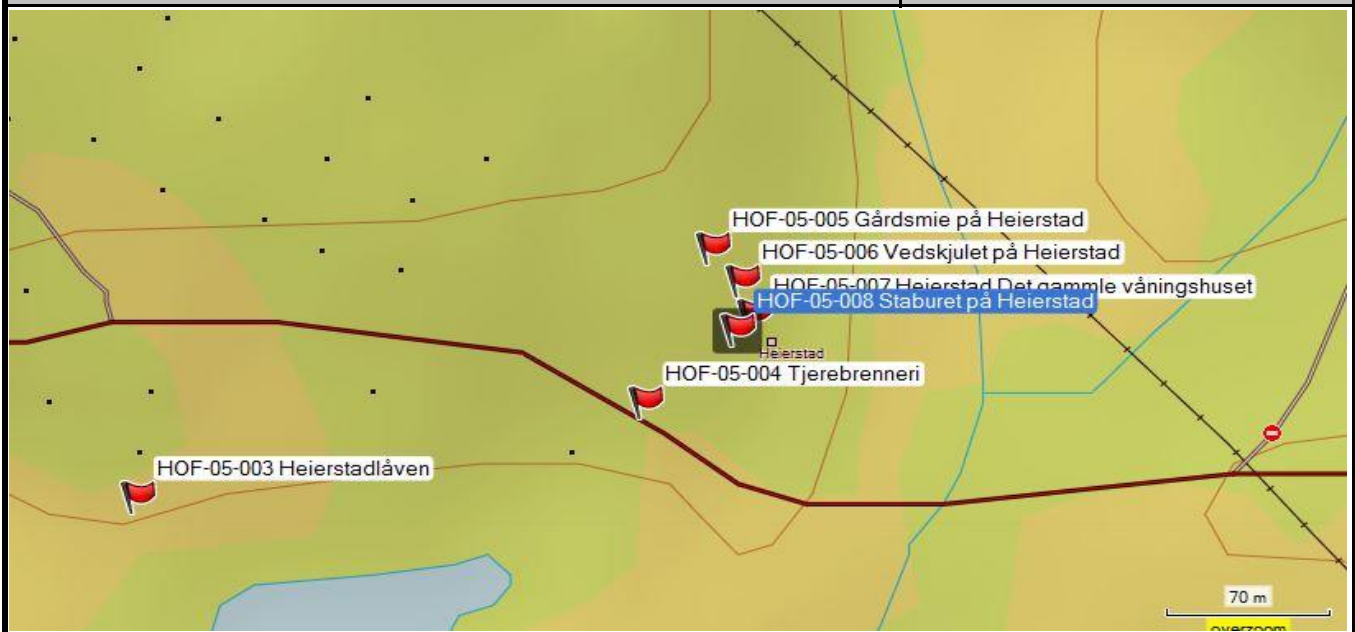 HOF-05-005 Gårdsmie på Heierstad
HOF-05-006 Vedskjulet på Heierstad
HOF-05-007 Heierstad Det gammle våningshuset
HOF-05-008 Staburet på Heierstad
Heierstad
HOF-05-004 Tjerebrenneri
HOF-05-003 Heierstadlåven
70 m
overzoom